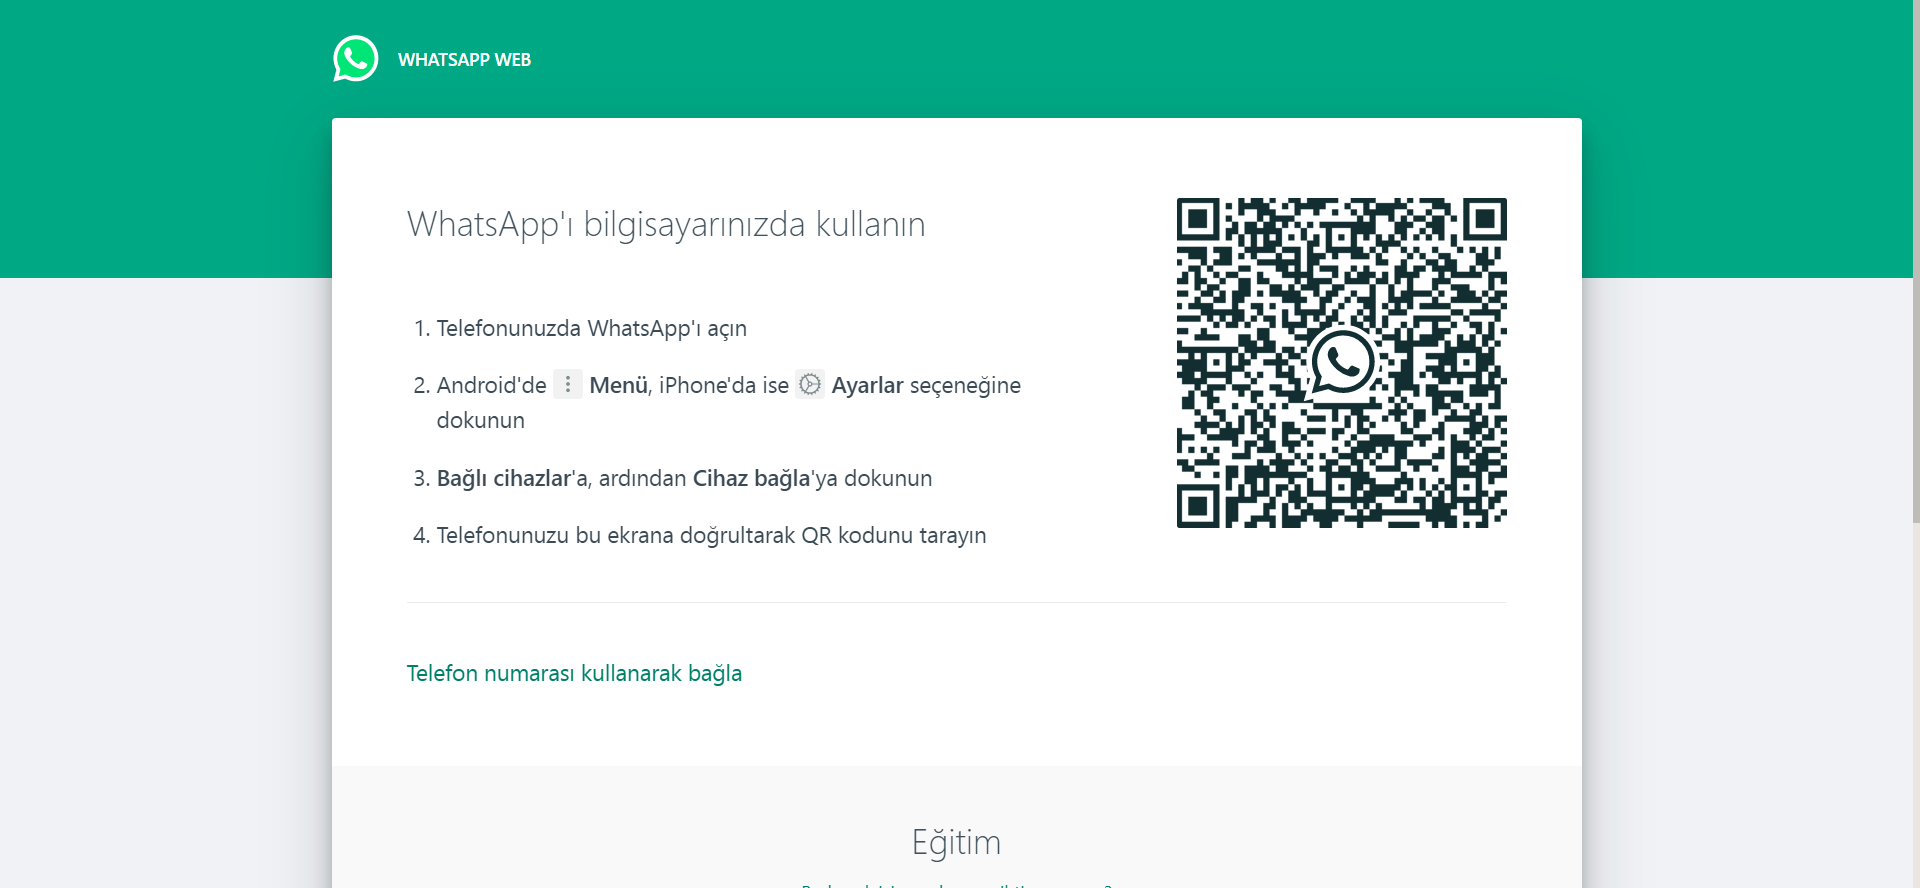 WHATSAPP WEB
WhatsApp'ı bilgisayarınızda kullanın
1. Telefonunuzda WhatsApp'ı açın
2. Android'de Menü, iPhone'da ise Ayarlar seçeneğine
dokunun
3. Bağlı cihazlar'a, ardından Cihaz bağla'ya dokunun
4. Telefonunuzu bu ekrana doğrultarak QR kodunu tarayın
Telefon numarası kullanarak bağla
Eğitim